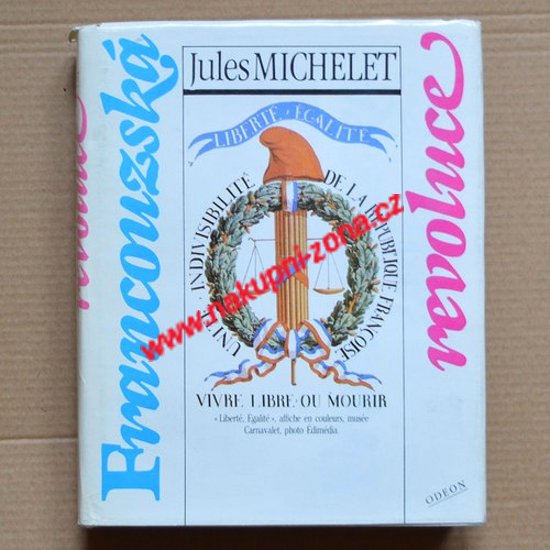 Jules MICHELET
Francouzská
revoluce
LIBERTÉ · EGALITÉ
UNITÉ · INDIVISIBILITÉ
DE LA RÉPUBLIQUE FRANÇOISE
VIVRE LIBRE OU MOURIR
« Liberté, Egalité », affiche en couleurs, musée
Carnavalet, photo Édimédia.
ODEON
www.nakupni-zona.cz